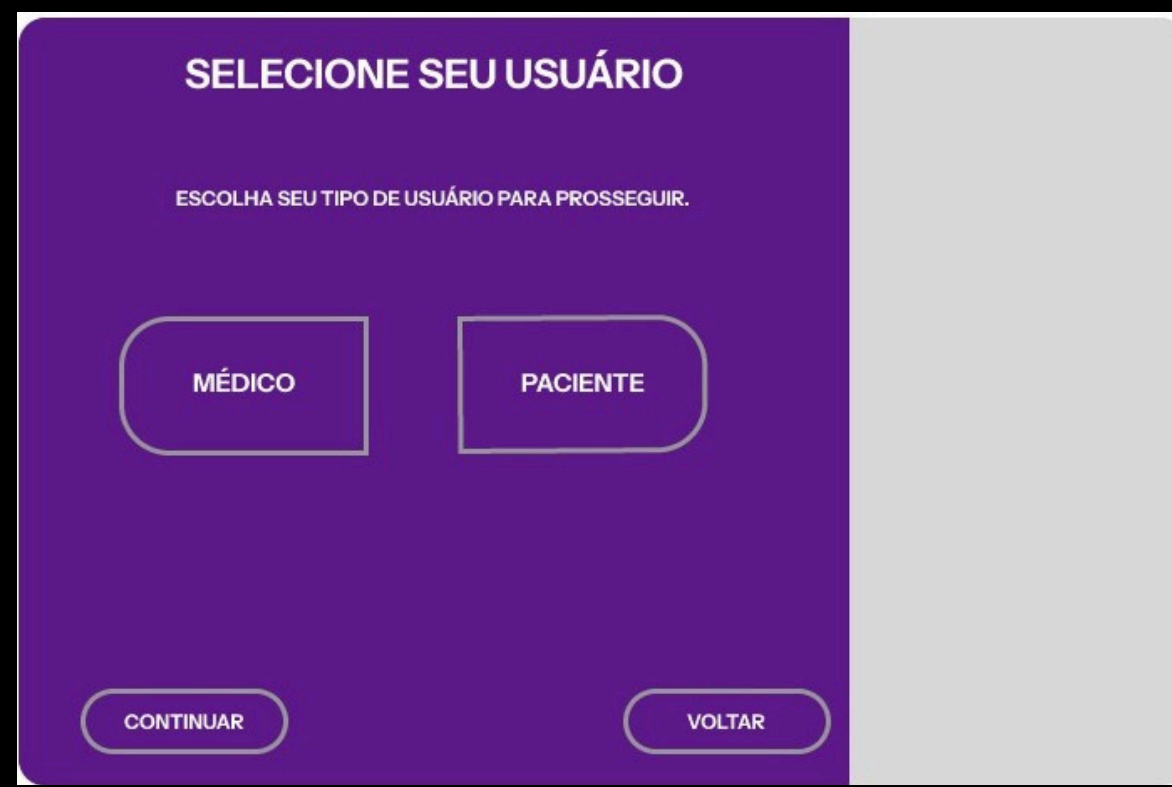 SELECIONE SEU USUÁRIO
ESCOLHA SEU TIPO DE USUÁRIO PARA PROSSEGUIR.
MÉDICO
PACIENTE
CONTINUAR
VOLTAR